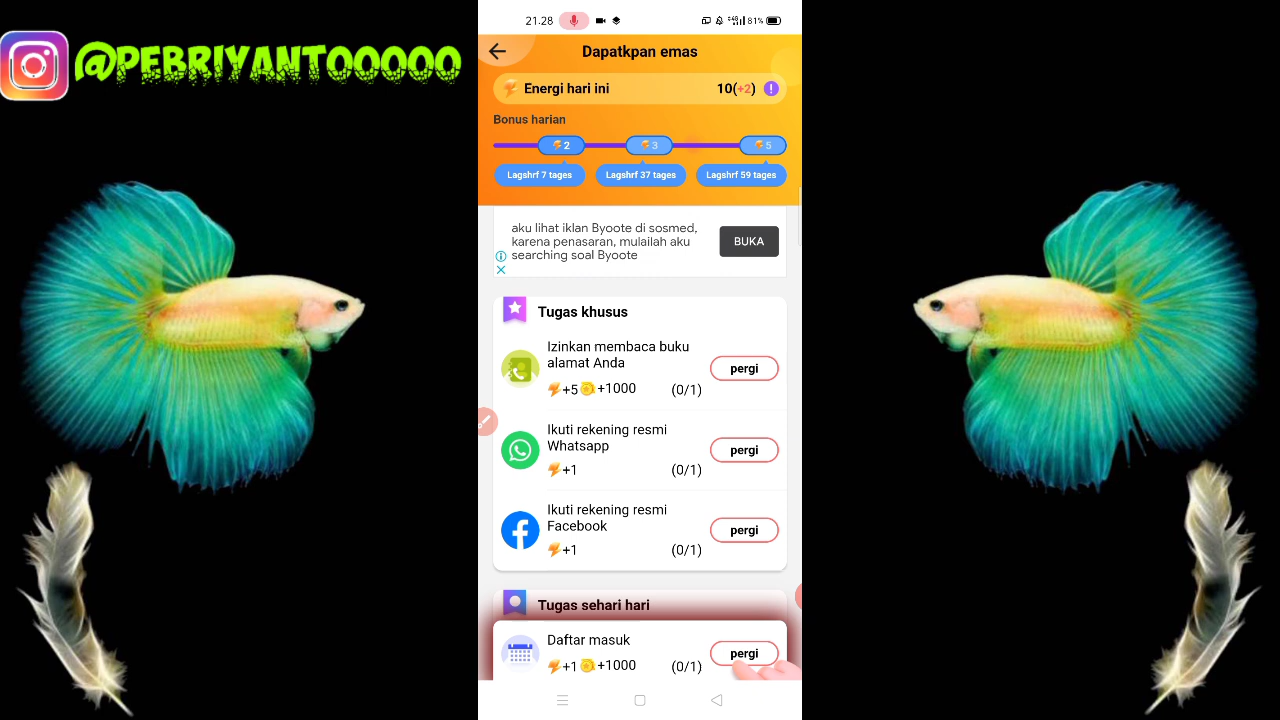 @PEBRIYANTO0000
21.28
81%
Dapatkpan emas
Energi hari ini
10(+2)
Bonus harian
2
3
5
Lagshrf 7 tages
Lagshrf 37 tages
Lagshrf 59 tages
aku lihat iklan Byoote di sosmed,
karena penasaran, mulailah aku
searching soal Byoote
BUKA
Tugas khusus
Izinkan membaca buku
alamat Anda
+5 +1000 (0/1)
pergi
Ikuti rekening resmi
Whatsapp
+1 (0/1)
pergi
Ikuti rekening resmi
Facebook
+1 (0/1)
pergi
Tugas sehari hari
Daftar masuk
+1 +1000 (0/1)
pergi